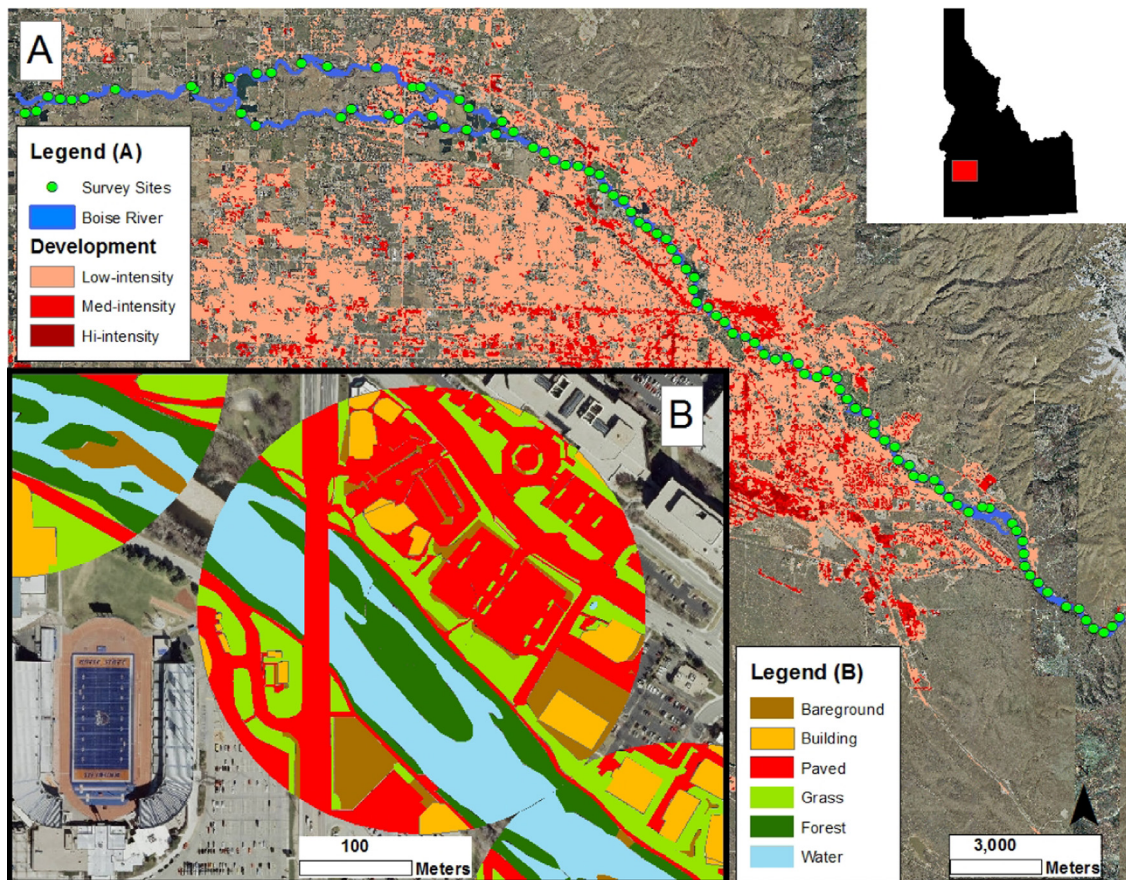 A
Legend (A)
Survey Sites
Boise River
Development
Low-intensity
Med-intensity
Hi-intensity
B
100
Meters
Legend (B)
Bareground
Building
Paved
Grass
Forest
Water
3,000
Meters